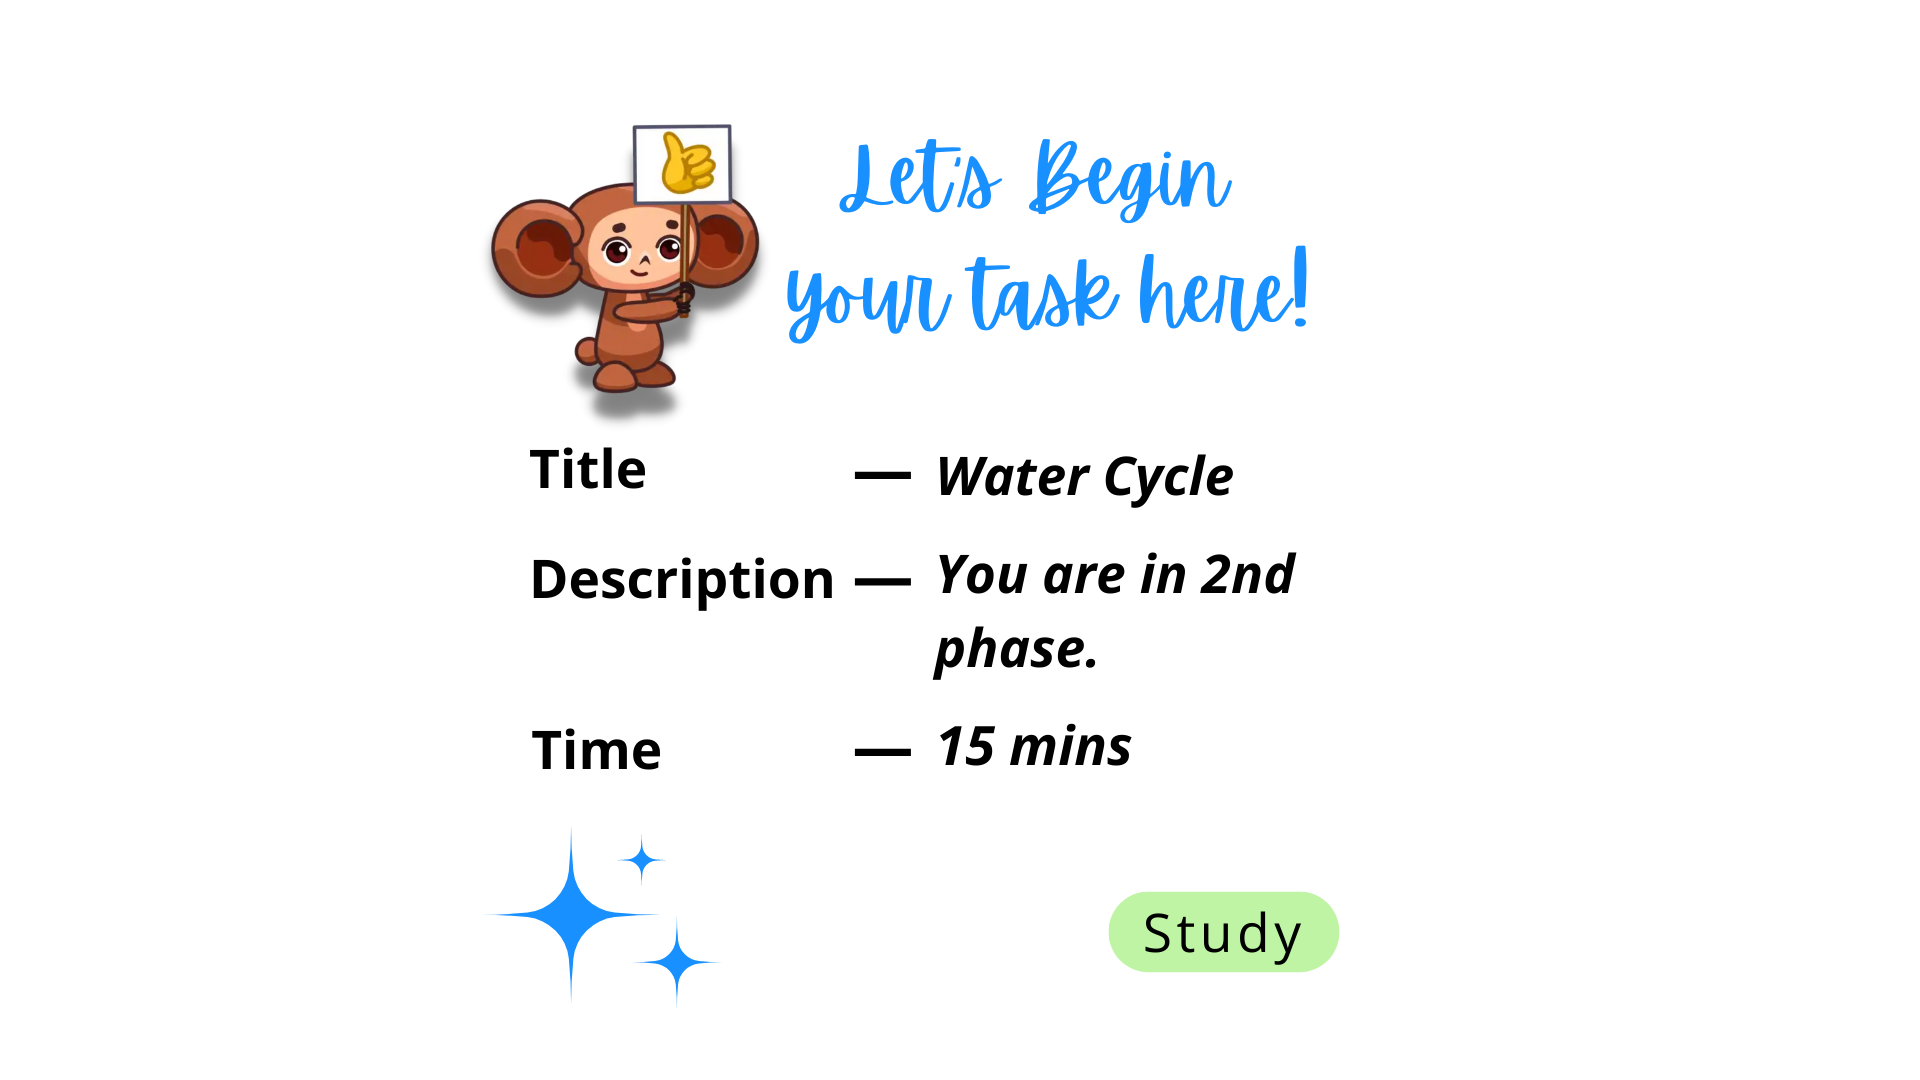 Let's Begin
your task here!
Title — Water Cycle
Description — You are in 2nd
phase.
Time — 15 mins
Study